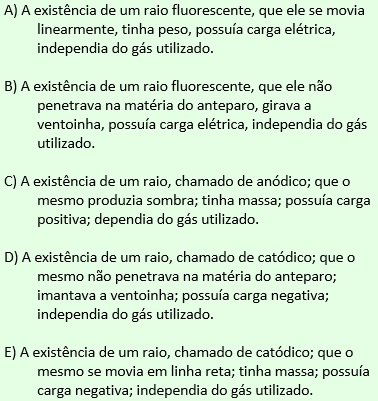 A) A existência de um raio fluorescente, que ele se movia
linearmente, tinha peso, possuía carga elétrica,
independia do gás utilizado.
B) A existência de um raio fluorescente, que ele não
penetrava na matéria do anteparo, girava a
ventoinha, possuía carga elétrica, independia do gás
utilizado.
C) A existência de um raio, chamado de anódico; que o
mesmo produzia sombra; tinha massa; possuía carga
positiva; dependia do gás utilizado.
D) A existência de um raio, chamado de catódico; que o
mesmo não penetrava na matéria do anteparo;
imantava a ventoinha; possuía carga negativa;
independia do gás utilizado.
E) A existência de um raio, chamado de catódico; que o
mesmo se movia em linha reta; tinha massa; possuía
carga negativa; independia do gás utilizado.